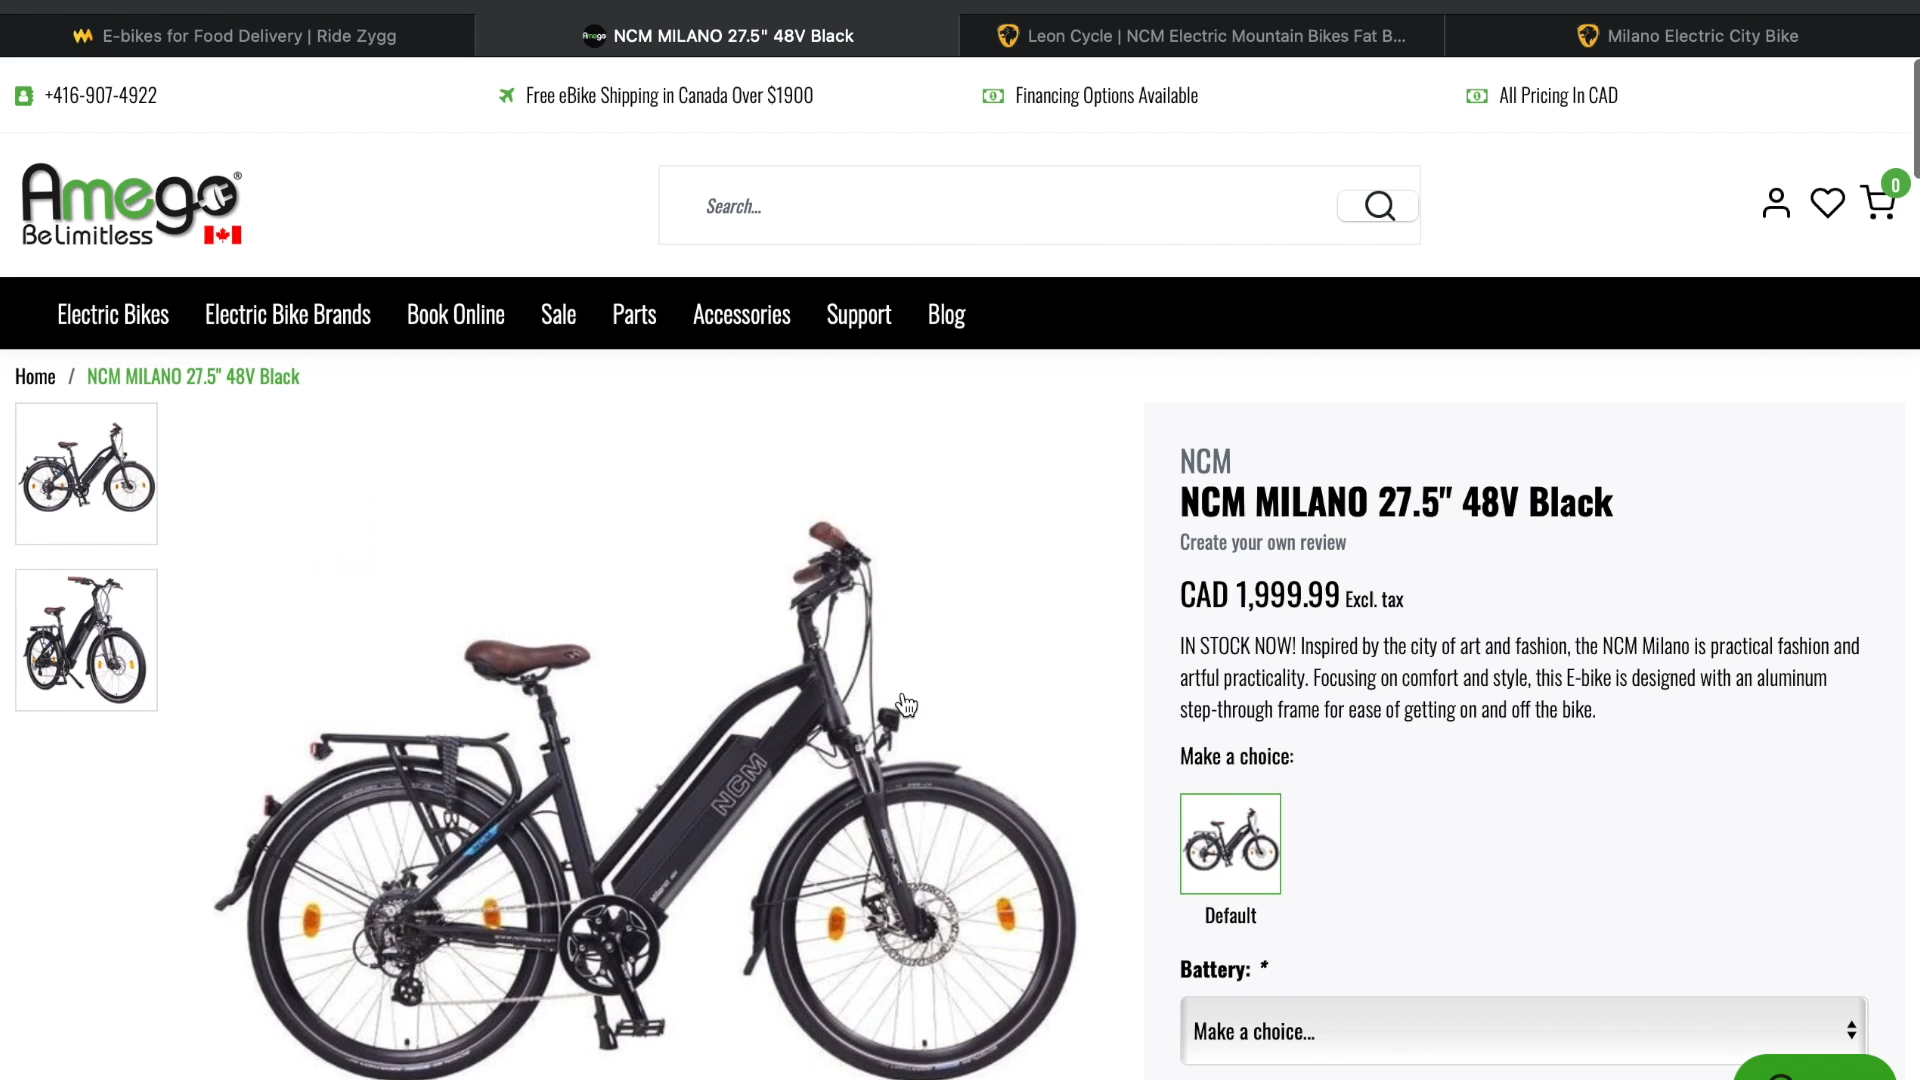 E-bikes for Food Delivery | Ride Zygg
Amego
NCM MILANO 27.5" 48V Black
Leon Cycle | NCM Electric Mountain Bikes Fat B...
Milano Electric City Bike
+416-907-4922
Free eBike Shipping in Canada Over $1900
Financing Options Available
All Pricing In CAD
Amego®
BeLimitless
Search...
0
Electric Bikes
Electric Bike Brands
Book Online
Sale
Parts
Accessories
Support
Blog
Home / NCM MILANO 27.5" 48V Black
NCM
NCM MILANO 27.5" 48V Black
Create your own review
CAD 1,999.99 Excl. tax
IN STOCK NOW! Inspired by the city of art and fashion, the NCM Milano is practical fashion and
artful practicality. Focusing on comfort and style, this E-bike is designed with an aluminum
step-through frame for ease of getting on and off the bike.
Make a choice:
Default
Battery: *
Make a choice...
NCM